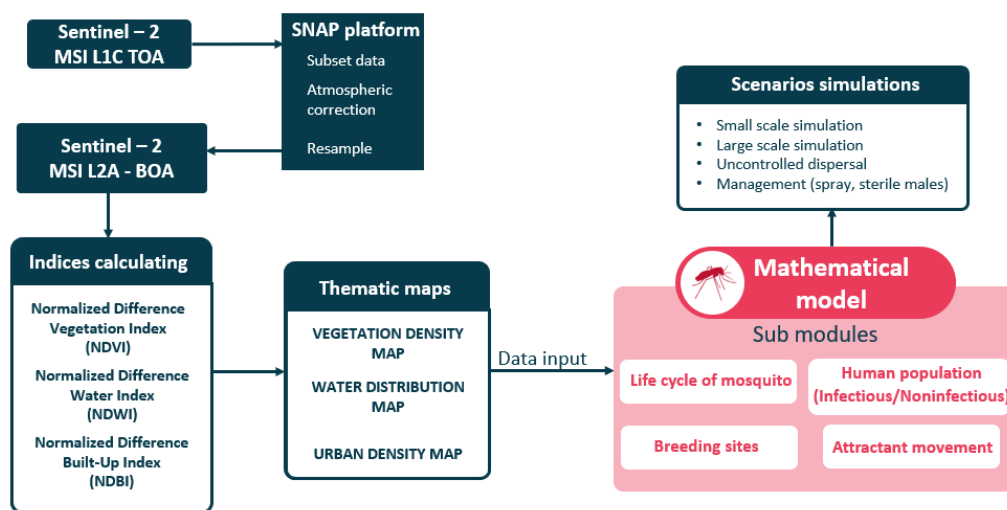 Sentinel – 2
MSI L1C TOA
SNAP platform
Subset data
Atmospheric
correction
Resample
Sentinel – 2
MSI L2A - BOA
Indices calculating
Normalized Difference
Vegetation Index
(NDVI)
Normalized Difference
Water Index
(NDWI)
Normalized Difference
Built-Up Index
(NDBI)
Thematic maps
VEGETATION DENSITY
MAP
WATER DISTRIBUTION
MAP
URBAN DENSITY MAP
Data input
Scenarios simulations
• Small scale simulation
• Large scale simulation
• Uncontrolled dispersal
• Management (spray, sterile males)
Mathematical
model
Sub modules
Life cycle of mosquito
Human population
(Infectious/Noninfectious)
Breeding sites
Attractant movement